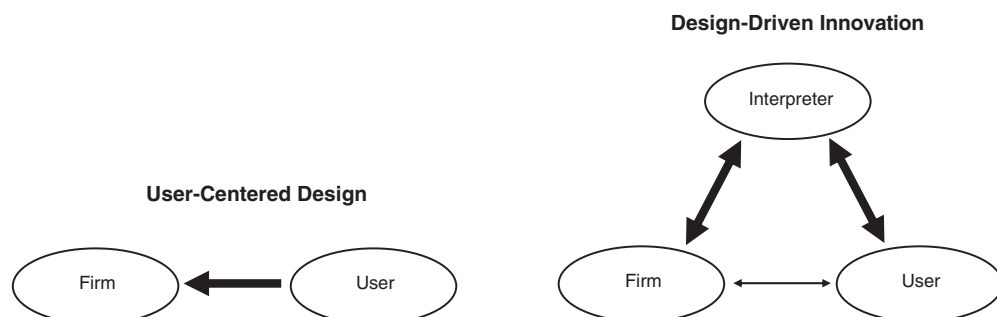 User-Centered Design
Firm
User
Design-Driven Innovation
Interpreter
Firm
User